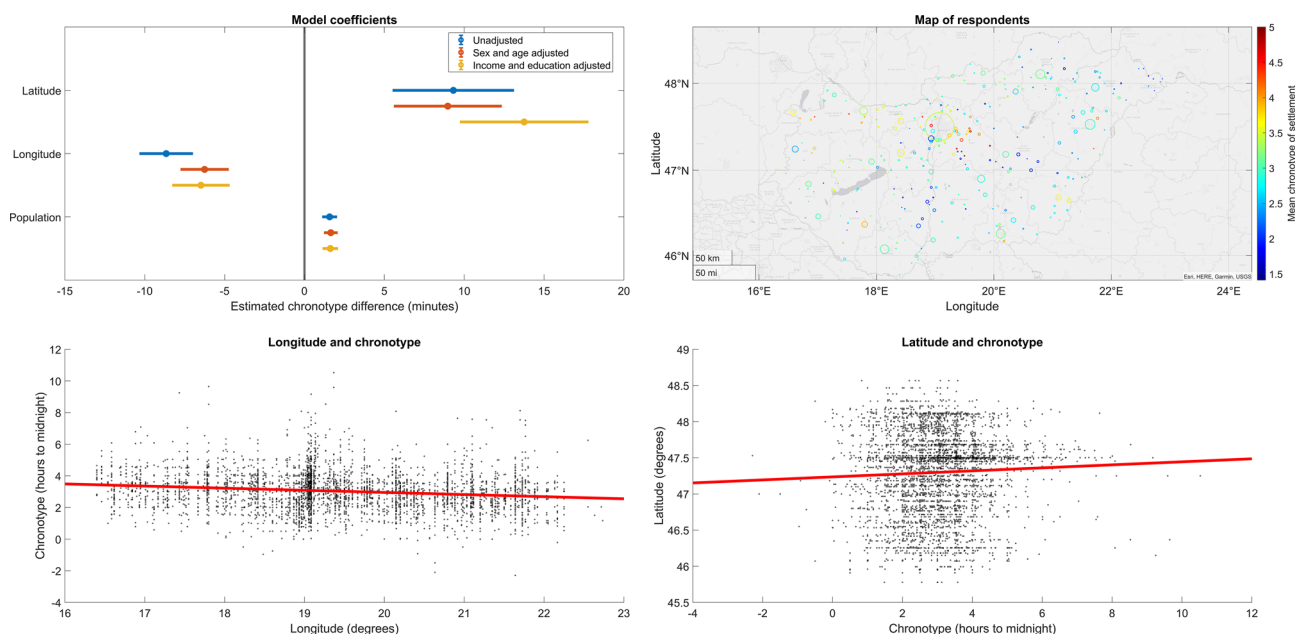 Model coefficients
Unadjusted
Sex and age adjusted
Income and education adjusted
Latitude
Longitude
Population
-15 -10 -5 0 5 10 15 20
Estimated chronotype difference (minutes)
Map of respondents
48°N
47°N
46°N
Latitude
50 km
50 mi
Esri, HERE, Garmin, USGS
16°E 18°E 20°E 22°E 24°E
Longitude
5
4.5
4
3.5
3
2.5
2
1.5
Mean chronotype of settlement
Longitude and chronotype
12
10
8
6
4
2
0
-2
-4
Chronotype (hours to midnight)
16 17 18 19 20 21 22 23
Longitude (degrees)
Latitude and chronotype
49
48.5
48
47.5
47
46.5
46
45.5
Latitude (degrees)
-4 -2 0 2 4 6 8 10 12
Chronotype (hours to midnight)